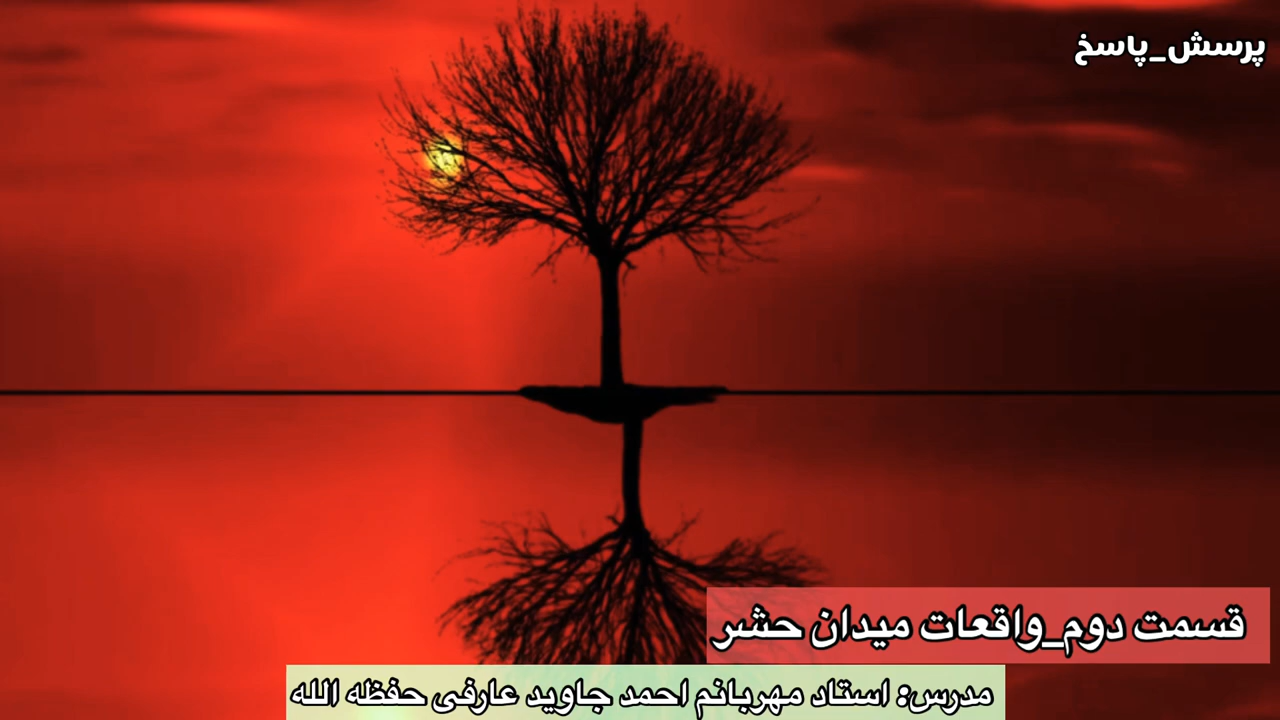 پرسش_پاسخ
قسمت دوم_واقعات میدان حشر
مدرس: استاد مهربانم احمد جاوید عارفی حفظه الله